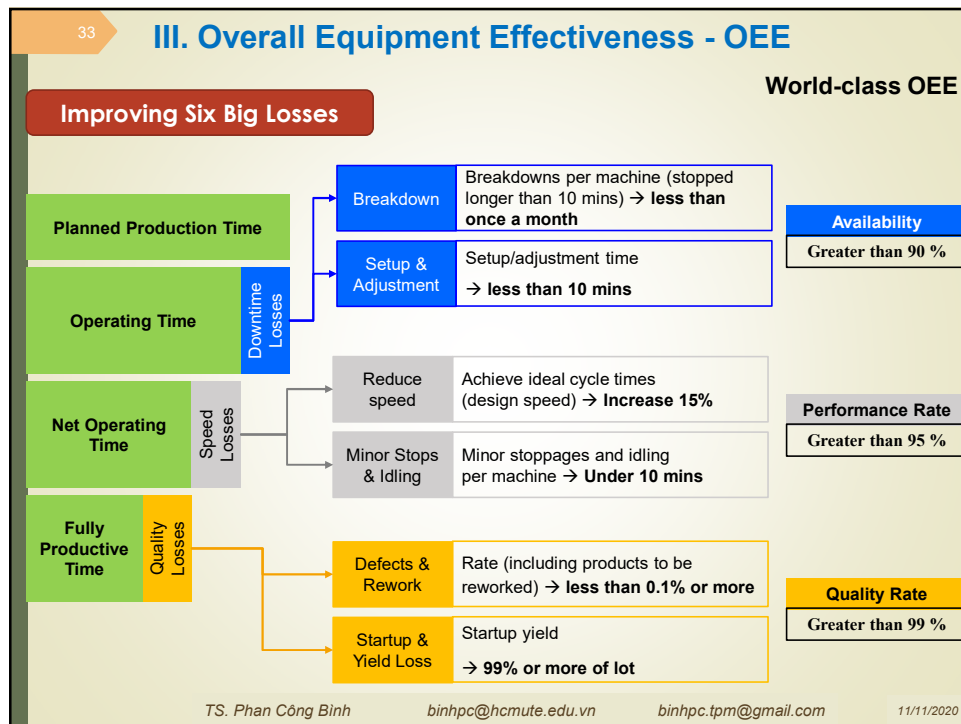 33
III. Overall Equipment Effectiveness - OEE
World-class OEE
Improving Six Big Losses
Planned Production Time
Operating Time
Downtime
Losses
Breakdown
Breakdowns per machine (stopped
longer than 10 mins) → less than
once a month
Setup &
Adjustment
Setup/adjustment time
→ less than 10 mins
Availability
Greater than 90 %
Net Operating
Time
Speed
Losses
Reduce
speed
Achieve ideal cycle times
(design speed) → Increase 15%
Minor Stops
& Idling
Minor stoppages and idling
per machine → Under 10 mins
Performance Rate
Greater than 95 %
Fully
Productive
Time
Quality
Losses
Defects &
Rework
Rate (including products to be
reworked) → less than 0.1% or more
Startup &
Yield Loss
Startup yield
→ 99% or more of lot
Quality Rate
Greater than 99 %
TS. Phan Công Bình binhpc@hcmute.edu.vn binhpc.tpm@gmail.com 11/11/2020